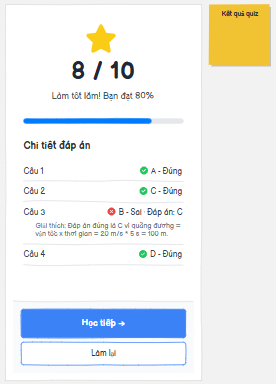 Kết quả quiz
8 / 10
Làm tốt lắm! Bạn đạt 80%
Chi tiết đáp án
Câu 1 A - Đúng
Câu 2 C - Đúng
Câu 3 B - Sai · Đáp án: C
Giải thích: Đáp án đúng là C vì quãng đường =
vận tốc x thời gian = 20 m/s * 5 s = 100 m.
Câu 4 D - Đúng
Học tiếp →
Làm lại